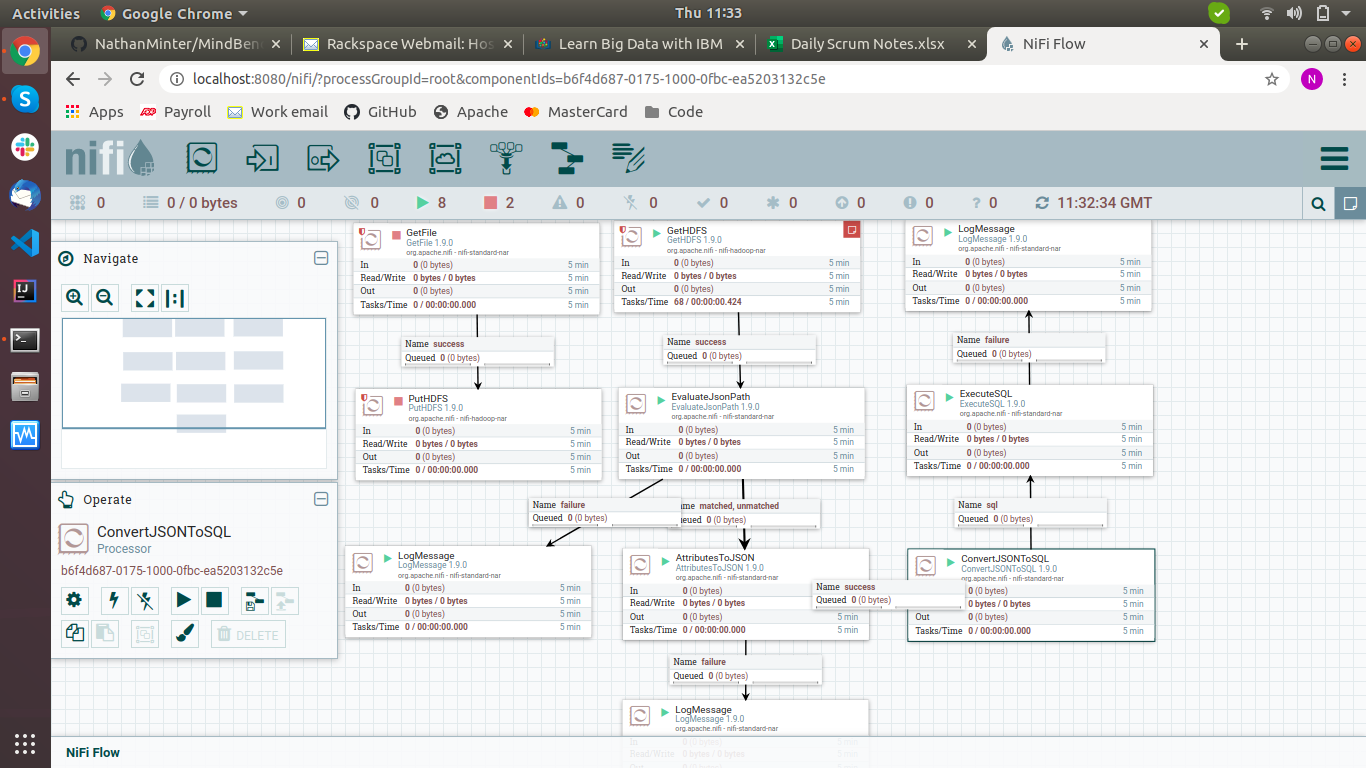 Activities Google Chrome Thu 11:33
NathanMinter/MindBen Rackspace Webmail: Hos Learn Big Data with IBM Daily Scrum Notes.xlsx NiFi Flow
localhost:8080/nifi/?processGroupId=root&componentIds=b6f4d687-0175-1000-0fbc-ea5203132c5e N
Apps Payroll Work email GitHub Apache MasterCard Code
nifi
0 0 / 0 bytes 0 0 8 2 0 0 0 0 0 0 0 11:32:34 GMT
Navigate
Operate
ConvertJSONToSQL
Processor
b6f4d687-0175-1000-0fbc-ea5203132c5e
DELETE
GetFile
GetFile 1.9.0
org.apache.nifi - nifi-standard-nar
In 0 (0 bytes) 5 min
Read/Write 0 bytes / 0 bytes 5 min
Out 0 (0 bytes) 5 min
Tasks/Time 0 / 00:00:00.000 5 min
Name success
Queued 0 (0 bytes)
PutHDFS
PutHDFS 1.9.0
org.apache.nifi - nifi-hadoop-nar
In 0 (0 bytes) 5 min
Read/Write 0 bytes / 0 bytes 5 min
Out 0 (0 bytes) 5 min
Tasks/Time 0 / 00:00:00.000 5 min
GetHDFS
GetHDFS 1.9.0
org.apache.nifi - nifi-hadoop-nar
In 0 (0 bytes) 5 min
Read/Write 0 bytes / 0 bytes 5 min
Out 0 (0 bytes) 5 min
Tasks/Time 68 / 00:00:00.424 5 min
Name success
Queued 0 (0 bytes)
EvaluateJsonPath
EvaluateJsonPath 1.9.0
org.apache.nifi - nifi-standard-nar
In 0 (0 bytes) 5 min
Read/Write 0 bytes / 0 bytes 5 min
Out 0 (0 bytes) 5 min
Tasks/Time 0 / 00:00:00.000 5 min
Name failure
Queued 0 (0 bytes)
matched, unmatched
0 (0 bytes)
LogMessage
LogMessage 1.9.0
org.apache.nifi - nifi-standard-nar
In 0 (0 bytes) 5 min
Read/Write 0 bytes / 0 bytes 5 min
Out 0 (0 bytes) 5 min
Tasks/Time 0 / 00:00:00.000 5 min
AttributesToJSON
AttributesToJSON 1.9.0
org.apache.nifi - nifi-standard-nar
In 0 (0 bytes)
Read/Write 0 bytes / 0 bytes
Out 0 (0 bytes) 5 min
Tasks/Time 0 / 00:00:00.000 5 min
Name failure
Queued 0 (0 bytes)
LogMessage
LogMessage 1.9.0
org.apache.nifi - nifi-standard-nar
In 0 (0 bytes) 5 min
Read/Write 0 bytes / 0 bytes 5 min
Name success
Queued 0 (0 bytes)
LogMessage
LogMessage 1.9.0
org.apache.nifi - nifi-standard-nar
In 0 (0 bytes) 5 min
Read/Write 0 bytes / 0 bytes 5 min
Out 0 (0 bytes) 5 min
Tasks/Time 0 / 00:00:00.000 5 min
Name failure
Queued 0 (0 bytes)
ExecuteSQL
ExecuteSQL 1.9.0
org.apache.nifi - nifi-standard-nar
In 0 (0 bytes) 5 min
Read/Write 0 bytes / 0 bytes 5 min
Out 0 (0 bytes) 5 min
Tasks/Time 0 / 00:00:00.000 5 min
Name sql
Queued 0 (0 bytes)
ConvertJSONToSQL
ConvertJSONToSQL 1.9.0
org.apache.nifi - nifi-standard-nar
0 (0 bytes) 5 min
0 bytes / 0 bytes 5 min
Out 0 (0 bytes) 5 min
Tasks/Time 0 / 00:00:00.000 5 min
NiFi Flow